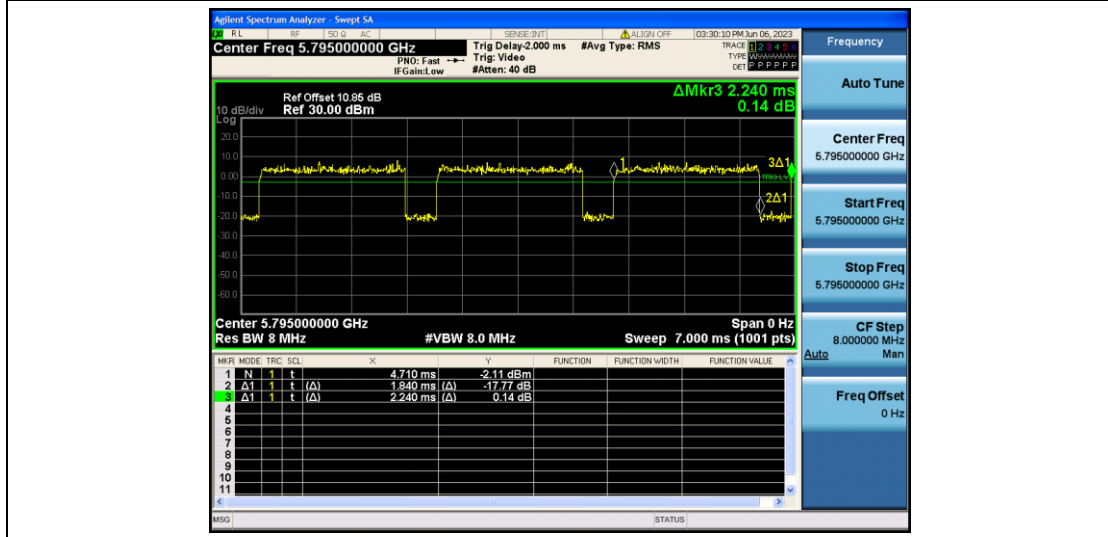 Agilent Spectrum Analyzer - Swept SA
RL RF 50 Ω AC SENSE:INT ALIGN OFF 03:30:10 PM Jun 06, 2023
Center Freq 5.795000000 GHz Trig Delay-2.000 ms #Avg Type: RMS TRACE 1 2 3 4 5 6
PNO: Fast Trig: Video TYPE
IFGain:Low #Atten: 40 dB DET P P P P P P
Frequency
Auto Tune
ΔMkr3 2.240 ms
0.14 dB
Ref Offset 10.85 dB
10 dB/div Ref 30.00 dBm
Log
20.0
10.0
0.00
-10.0
-20.0
-30.0
-40.0
-50.0
-60.0
1
3Δ1
2Δ1
Center 5.795000000 GHz Span 0 Hz
Res BW 8 MHz #VBW 8.0 MHz Sweep 7.000 ms (1001 pts)
Center Freq
5.795000000 GHz
Start Freq
5.795000000 GHz
Stop Freq
5.795000000 GHz
CF Step
8.000000 MHz
Auto Man
Freq Offset
0 Hz
MKR MODE TRC SCL X Y FUNCTION FUNCTION WIDTH FUNCTION VALUE
1 N 1 t 4.710 ms -2.11 dBm
2 Δ1 1 t (Δ) 1.840 ms (Δ) -17.77 dB
3 Δ1 1 t (Δ) 2.240 ms (Δ) 0.14 dB
4
5
6
7
8
9
10
11
MSG STATUS